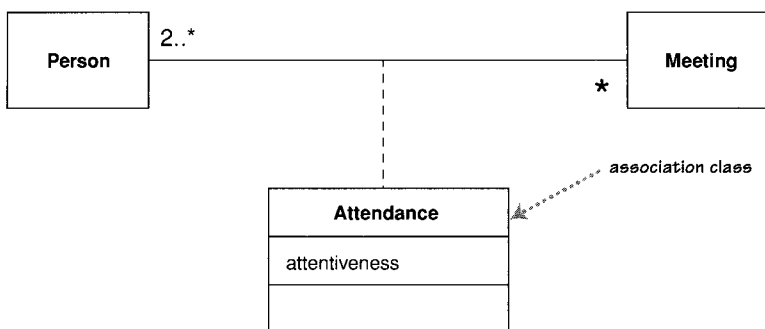 2..*
Person
Meeting
*
association class
Attendance
attentiveness